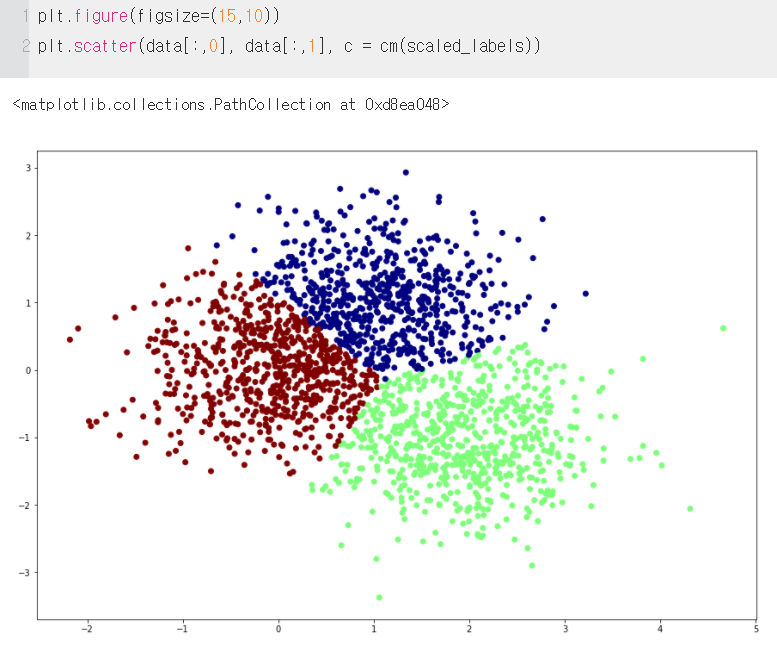 1 plt.figure(figsize=(15,10))
2 plt.scatter(data[:,0], data[:,1], c = cm(scaled_labels))
<matplotlib.collections.PathCollection at 0xd8ea048>
3
2
1
0
−1
−2
−3
−2 −1 0 1 2 3 4 5